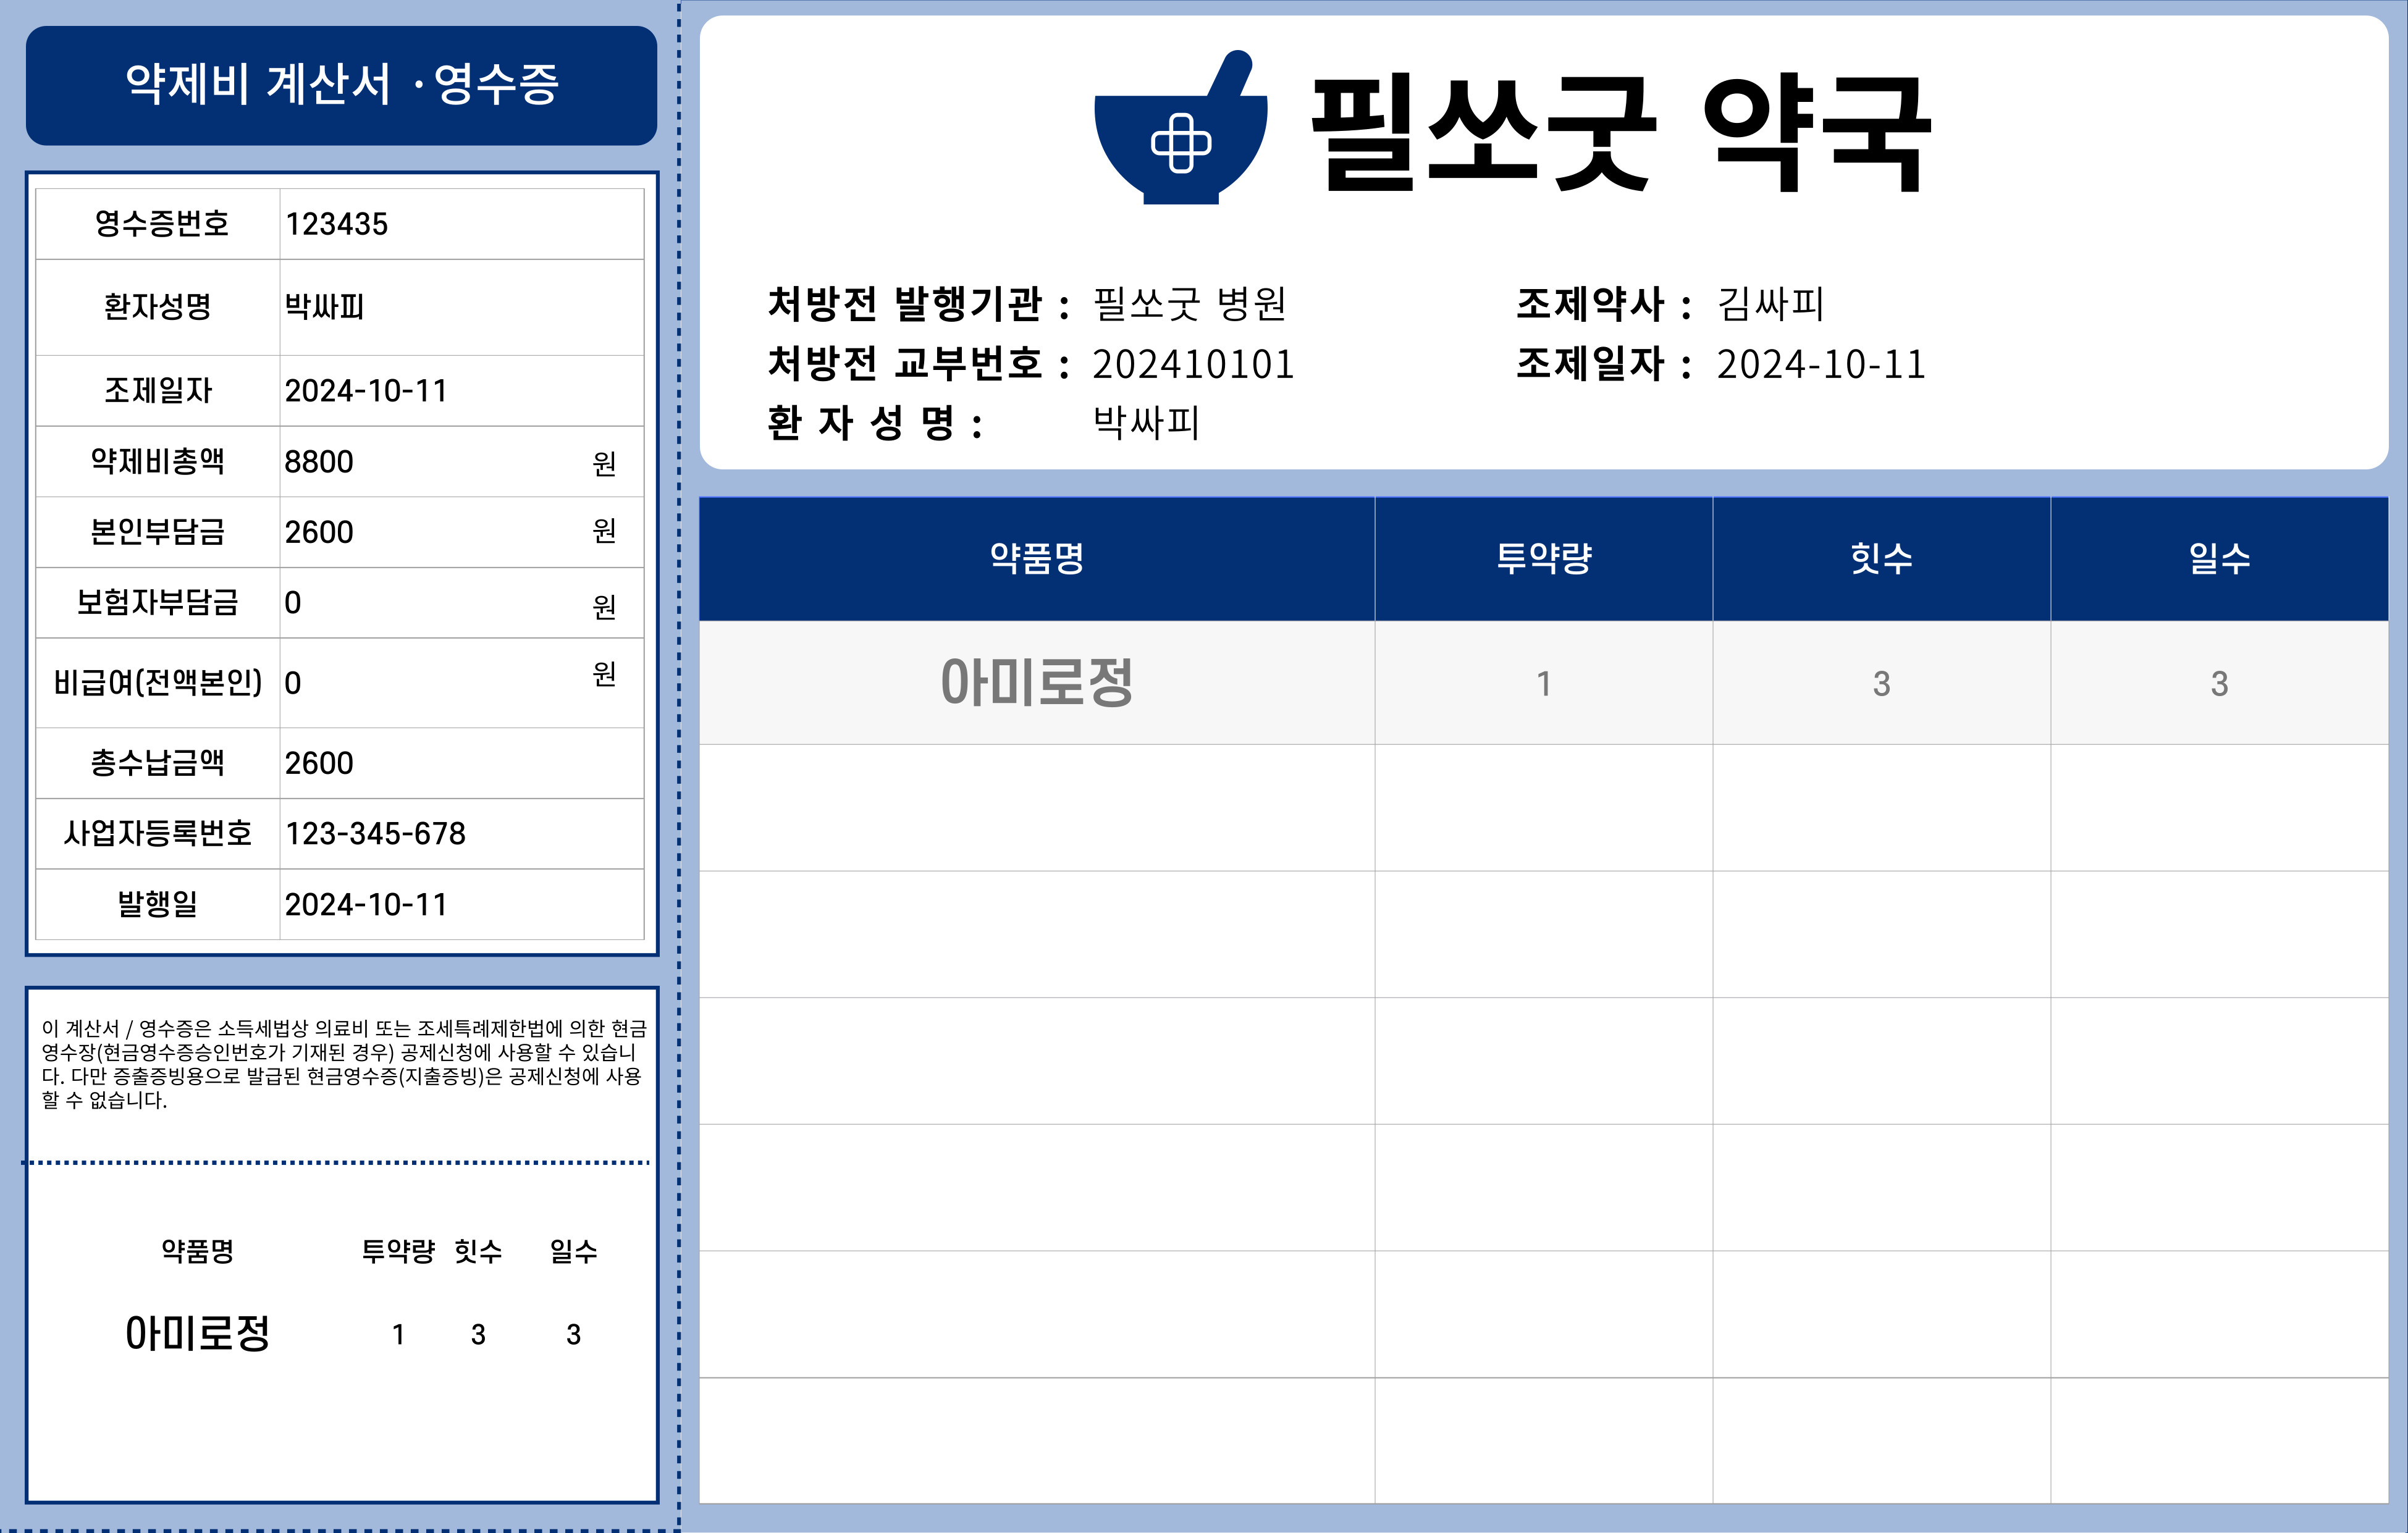 약제비 계산서 ·영수증
영수증번호 123435
환자성명 박싸피
조제일자 2024-10-11
약제비총액 8800 원
본인부담금 2600 원
보험자부담금 0 원
비급여(전액본인) 0 원
총수납금액 2600
사업자등록번호 123-345-678
발행일 2024-10-11
이 계산서 / 영수증은 소득세법상 의료비 또는 조세특례제한법에 의한 현금
영수장(현금영수증승인번호가 기재된 경우) 공제신청에 사용할 수 있습니
다. 다만 증출증빙용으로 발급된 현금영수증(지출증빙)은 공제신청에 사용
할 수 없습니다.
약품명 투약량 힛수 일수
아미로정 1 3 3
필쏘굿 약국
처방전 발행기관 : 필쏘굿 병원 조제약사 : 김싸피
처방전 교부번호 : 202410101 조제일자 : 2024-10-11
환 자 성 명 : 박싸피
약품명 투약량 힛수 일수
아미로정 1 3 3